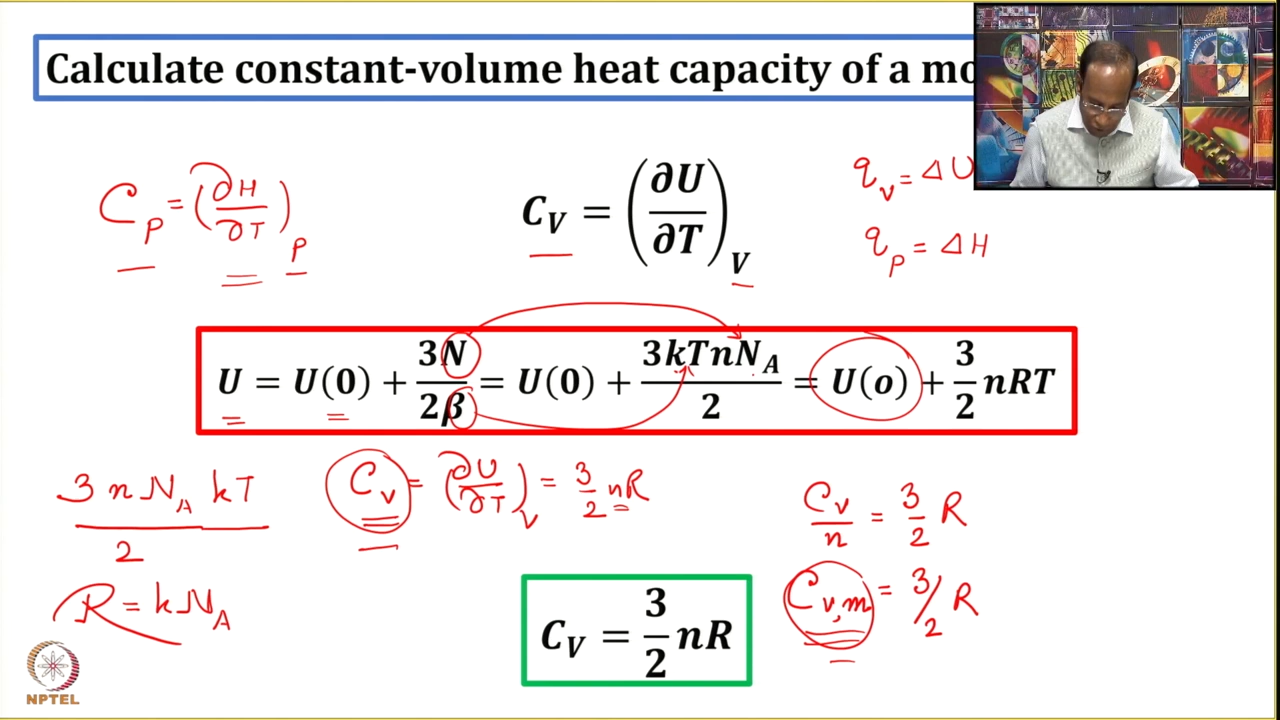 Calculate constant-volume heat capacity of a mo
C_P = (∂H/∂T)_P
C_V = (∂U/∂T)_V
q_v = ΔU
q_p = ΔH
U = U(0) + 3N/2β = U(0) + 3kTnN_A/2 = U(o) + 3/2 nRT
3 n N_A kT / 2
C_v = (∂U/∂T)_V = 3/2 nR
C_v/n = 3/2 R
R = kN_A
C_V = 3/2 nR
C_v,m = 3/2 R
NPTEL